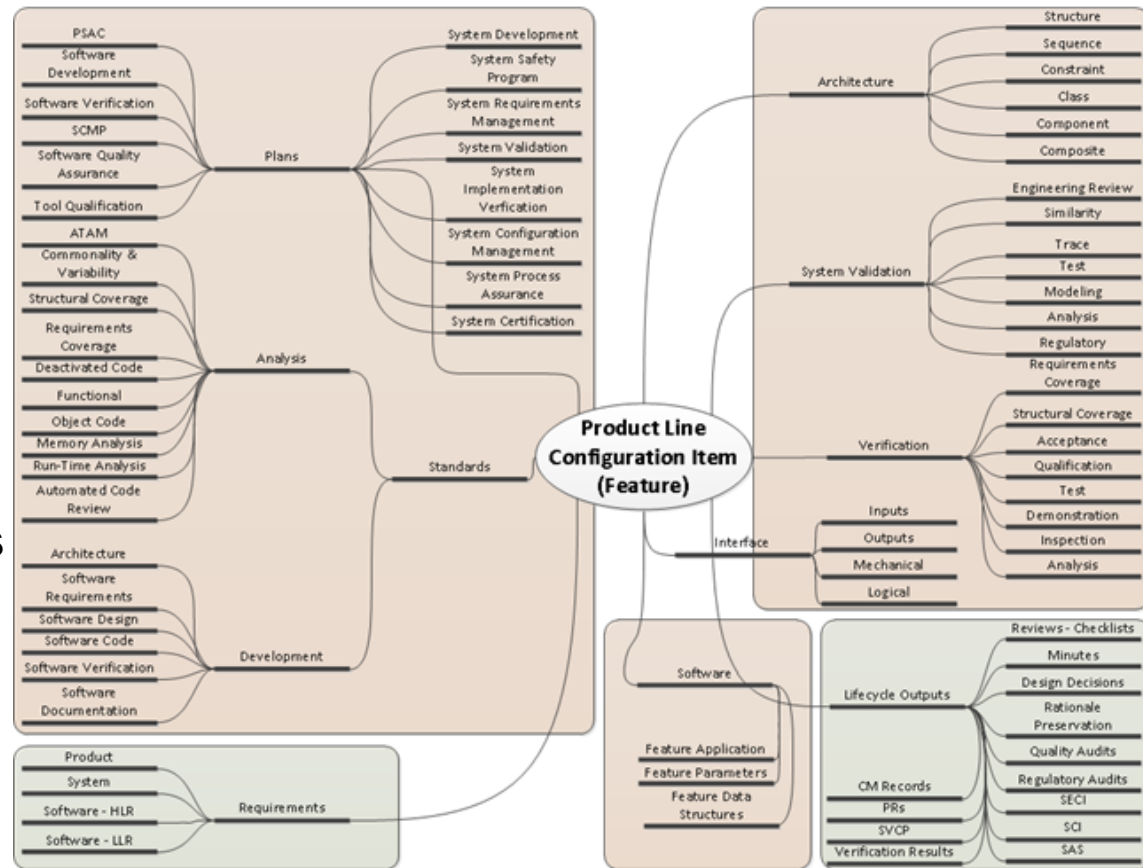 PSAC
Software
Development
Software Verification
SCMP
Software Quality
Assurance
Tool Qualification
Plans
System Development
System Safety
Program
System Requirements
Management
System Validation
System
Implementation
Verfication
System Configuration
Management
System Process
Assurance
System Certification
ATAM
Commonality &
Variability
Structural Coverage
Requirements
Coverage
Deactivated Code
Functional
Object Code
Memory Analysis
Run-Time Analysis
Automated Code
Review
Analysis
Standards
s
Architecture
Software
Requirements
Software Design
Software Code
Software Verification
Software
Documentation
Development
Product
System
Software - HLR
Software - LLR
Requirements
Product Line
Configuration Item
(Feature)
Architecture
Structure
Sequence
Constraint
Class
Component
Composite
System Validation
Engineering Review
Similarity
Trace
Test
Modeling
Analysis
Regulatory
Verification
Requirements
Coverage
Structural Coverage
Acceptance
Qualification
Test
Demonstration
Inspection
Analysis
Interface
Inputs
Outputs
Mechanical
Logical
Software
Feature Application
Feature Parameters
Feature Data
Structures
Lifecycle Outputs
Reviews - Checklists
Minutes
Design Decisions
Rationale
Preservation
Quality Audits
Regulatory Audits
SECI
SCI
SAS
CM Records
PRs
SVCP
Verification Results